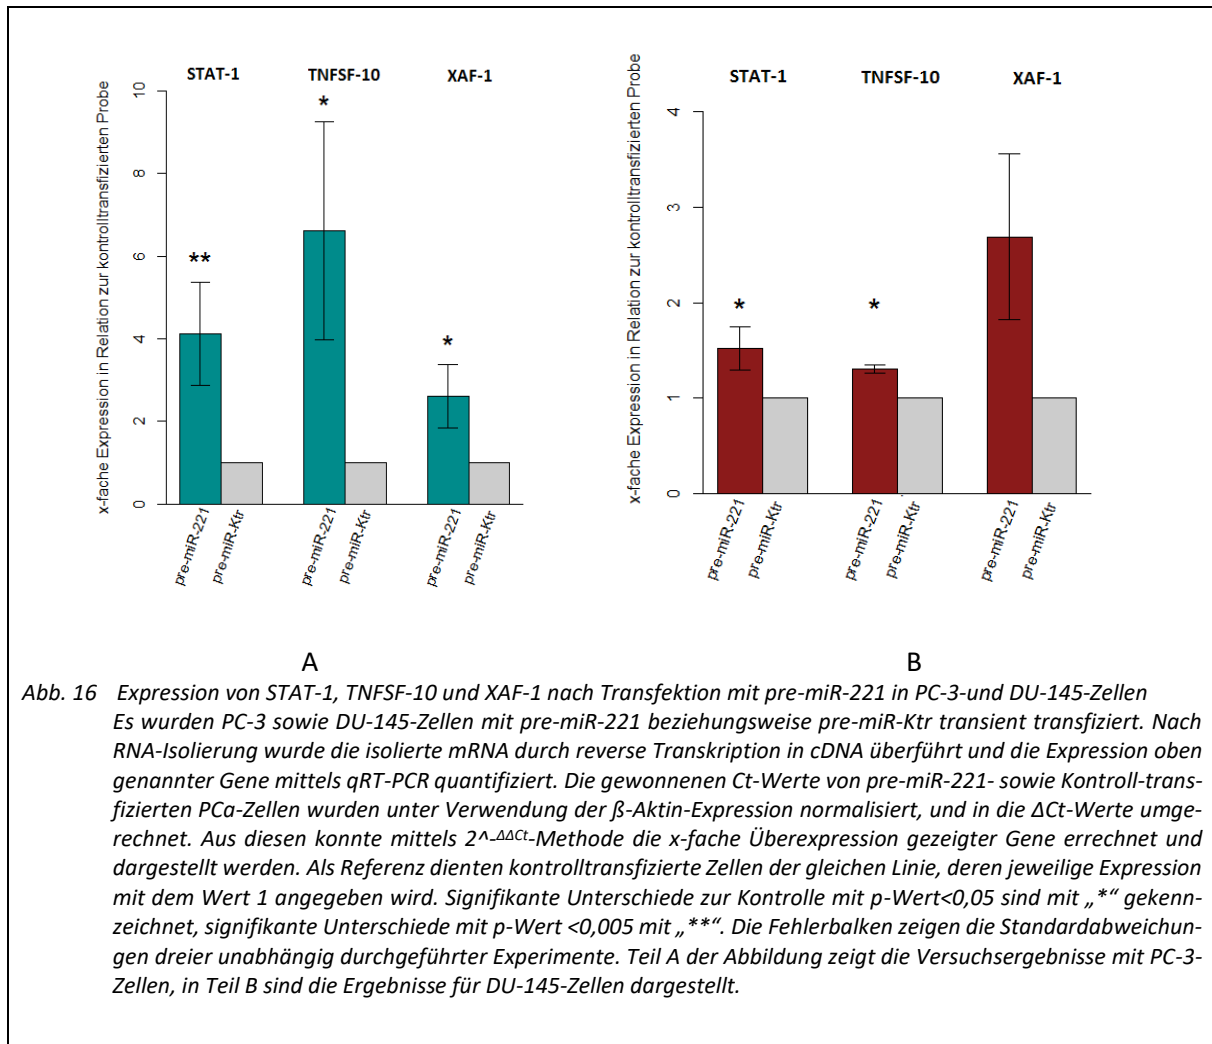 STAT-1 TNFSF-10 XAF-1
x-fache Expression in Relation zur kontrolltransfizierten Probe
10
8
6
4
2
0
**
*
*
pre-miR-221
pre-miR-Ktr
pre-miR-221
pre-miR-Ktr
pre-miR-221
pre-miR-Ktr
A
STAT-1 TNFSF-10 XAF-1
x-fache Expression in Relation zur kontrolltransfizierten Probe
4
3
2
1
0
*
*
pre-miR-221
pre-miR-Ktr
pre-miR-221
pre-miR-Ktr
pre-miR-221
pre-miR-Ktr
B
Abb. 16 Expression von STAT-1, TNFSF-10 und XAF-1 nach Transfektion mit pre-miR-221 in PC-3-und DU-145-Zellen
Es wurden PC-3 sowie DU-145-Zellen mit pre-miR-221 beziehungsweise pre-miR-Ktr transient transfiziert. Nach
RNA-Isolierung wurde die isolierte mRNA durch reverse Transkription in cDNA überführt und die Expression oben
genannter Gene mittels qRT-PCR quantifiziert. Die gewonnenen Ct-Werte von pre-miR-221- sowie Kontroll-trans-
fizierten PCa-Zellen wurden unter Verwendung der ß-Aktin-Expression normalisiert, und in die ΔCt-Werte umge-
rechnet. Aus diesen konnte mittels 2^-ΔΔCt-Methode die x-fache Überexpression gezeigter Gene errechnet und
dargestellt werden. Als Referenz dienten kontrolltransfizierte Zellen der gleichen Linie, deren jeweilige Expression
mit dem Wert 1 angegeben wird. Signifikante Unterschiede zur Kontrolle mit p-Wert<0,05 sind mit „*“ gekenn-
zeichnet, signifikante Unterschiede mit p-Wert <0,005 mit „**“. Die Fehlerbalken zeigen die Standardabweichun-
gen dreier unabhängig durchgeführter Experimente. Teil A der Abbildung zeigt die Versuchsergebnisse mit PC-3-
Zellen, in Teil B sind die Ergebnisse für DU-145-Zellen dargestellt.